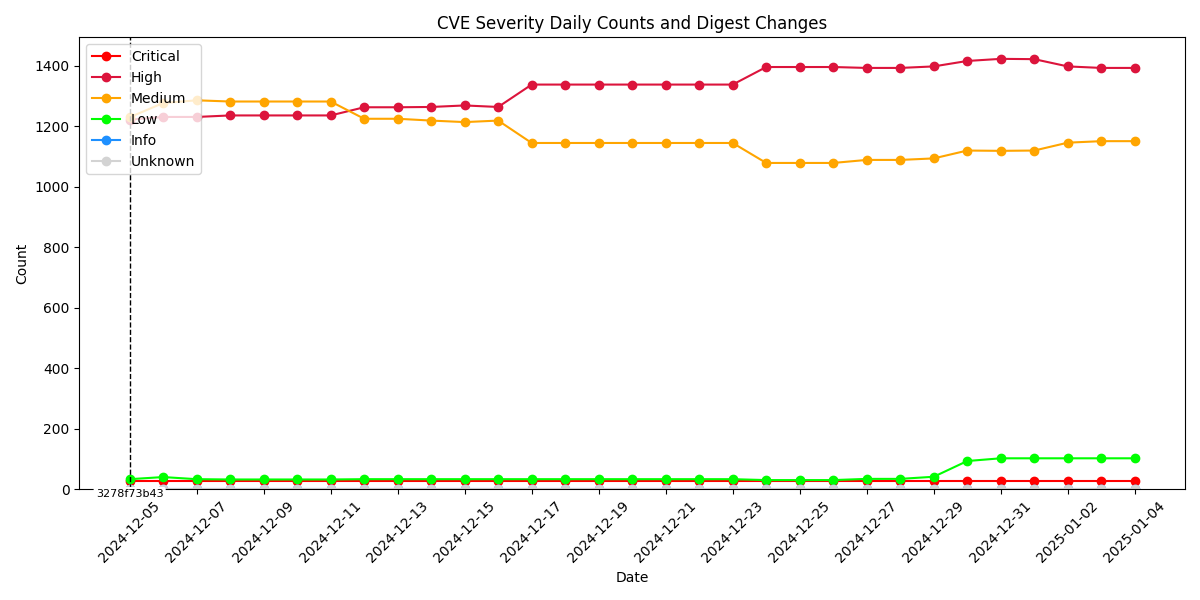 CVE Severity Daily Counts and Digest Changes
Critical
High
Medium
Low
Info
Unknown
Count
1400
1200
1000
800
600
400
200
0
3278f73b43
2024-12-05
2024-12-07
2024-12-09
2024-12-11
2024-12-13
2024-12-15
2024-12-17
2024-12-19
2024-12-21
2024-12-23
2024-12-25
2024-12-27
2024-12-29
2024-12-31
2025-01-02
2025-01-04
Date